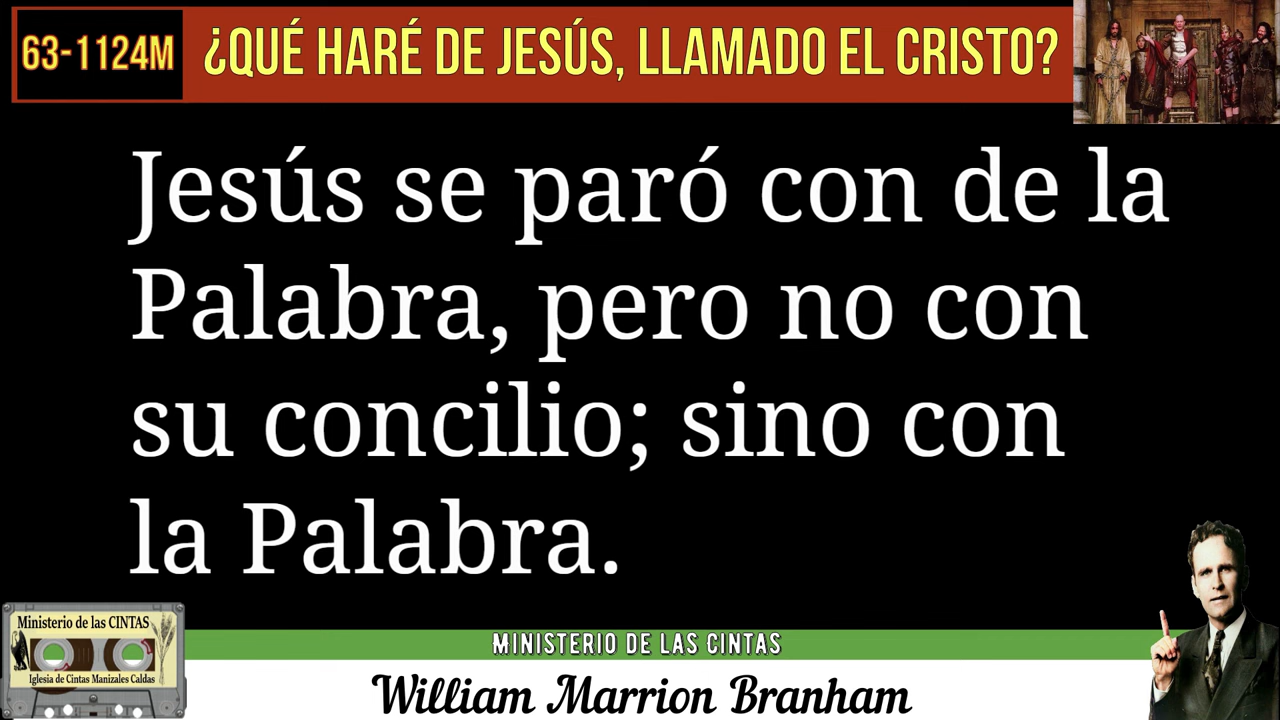 63-1124M
¿QUÉ HARÉ DE JESÚS, LLAMADO EL CRISTO?
Jesús se paró con de la
Palabra, pero no con
su concilio; sino con
la Palabra.
Ministerio de las CINTAS
Iglesia de Cintas Manizales Caldas
MINISTERIO DE LAS CINTAS
William Marrion Branham